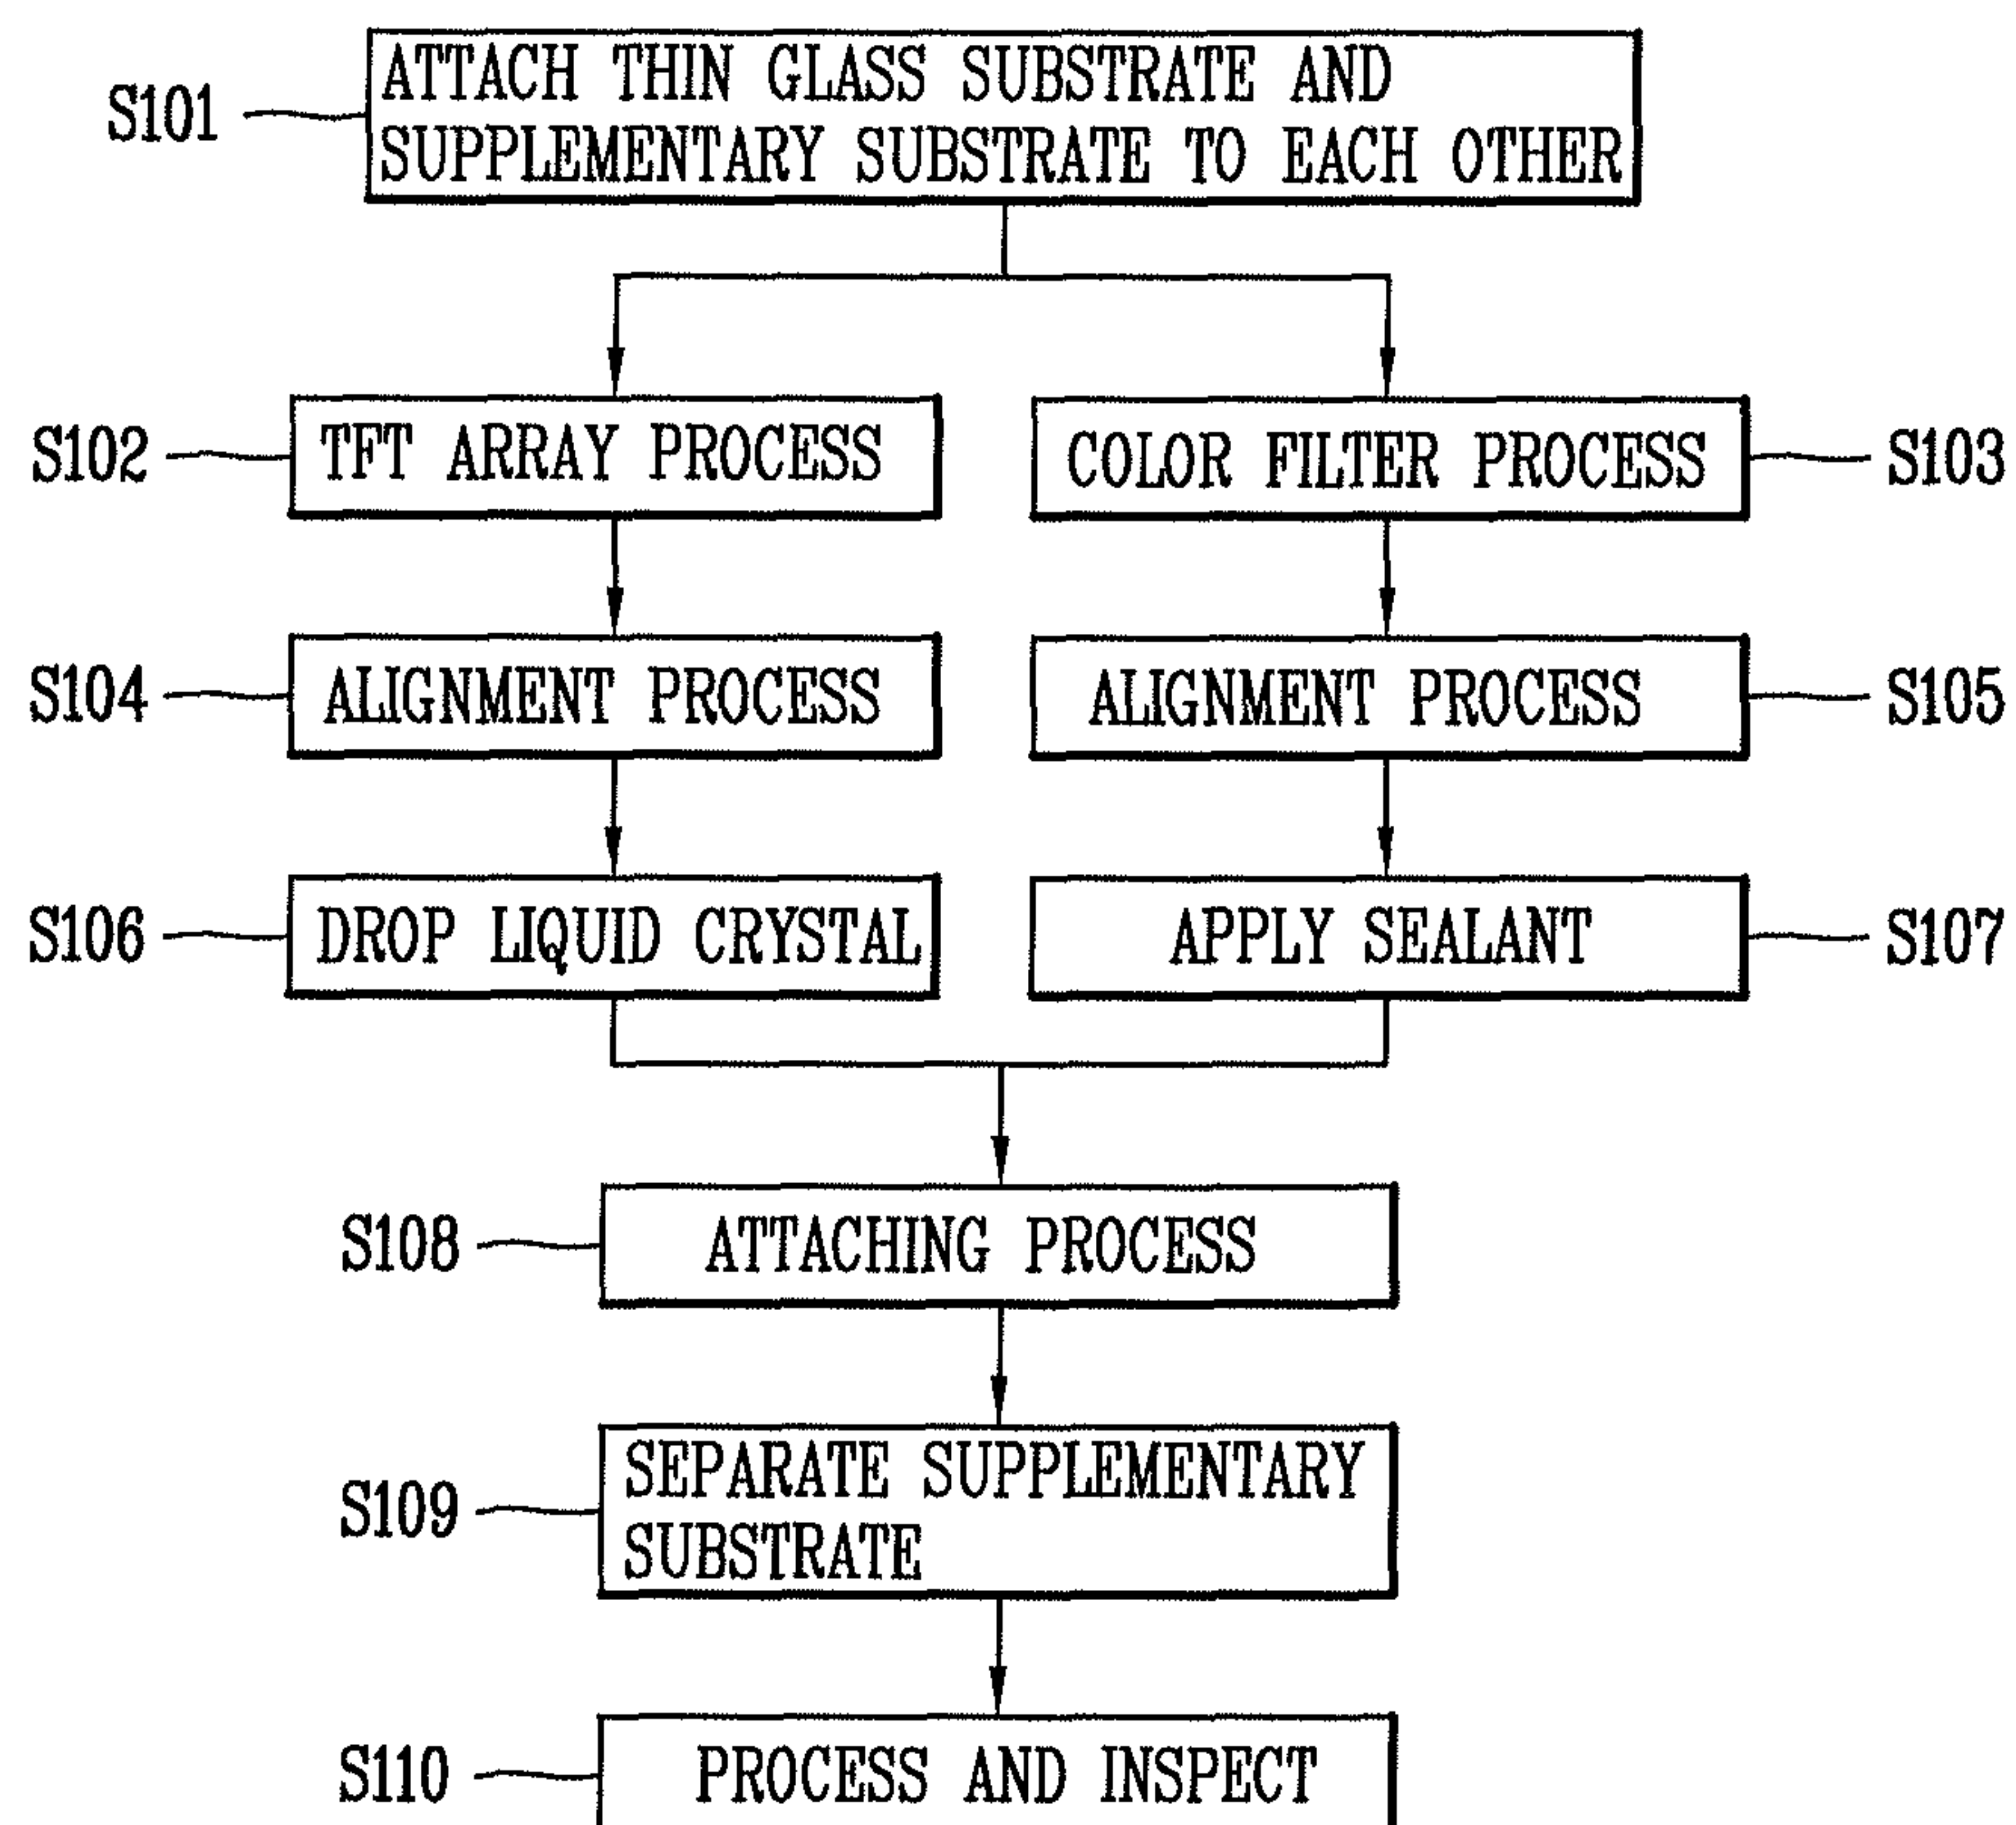 S101
ATTACH THIN GLASS SUBSTRATE AND
SUPPLEMENTARY SUBSTRATE TO EACH OTHER
S102
TFT ARRAY PROCESS
COLOR FILTER PROCESS
S103
S104
ALIGNMENT PROCESS
ALIGNMENT PROCESS
S105
S106
DROP LIQUID CRYSTAL
APPLY SEALANT
S107
S108
ATTACHING PROCESS
S109
SEPARATE SUPPLEMENTARY
SUBSTRATE
S110
PROCESS AND INSPECT